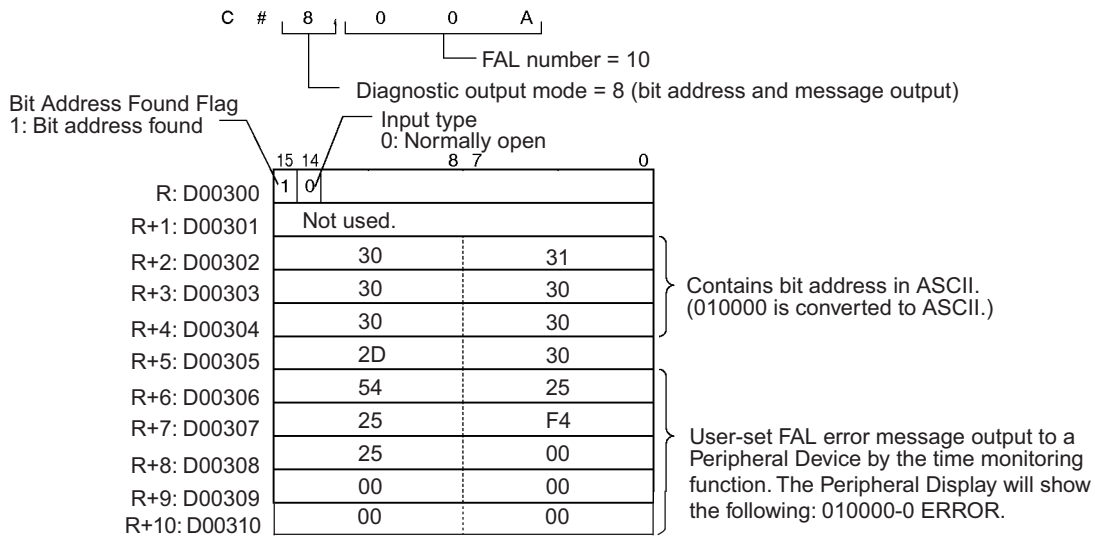 C # 8 , 0 0 A
FAL number = 10
Diagnostic output mode = 8 (bit address and message output)
Bit Address Found Flag
1: Bit address found
Input type
0: Normally open
15 14 8 7 0
R: D00300 1 0
R+1: D00301 Not used.
R+2: D00302 30 31
R+3: D00303 30 30
R+4: D00304 30 30
Contains bit address in ASCII.
(010000 is converted to ASCII.)
R+5: D00305 2D 30
R+6: D00306 54 25
R+7: D00307 25 F4
R+8: D00308 25 00
R+9: D00309 00 00
R+10: D00310 00 00
User-set FAL error message output to a
Peripheral Device by the time monitoring
function. The Peripheral Display will show
the following: 010000-0 ERROR.